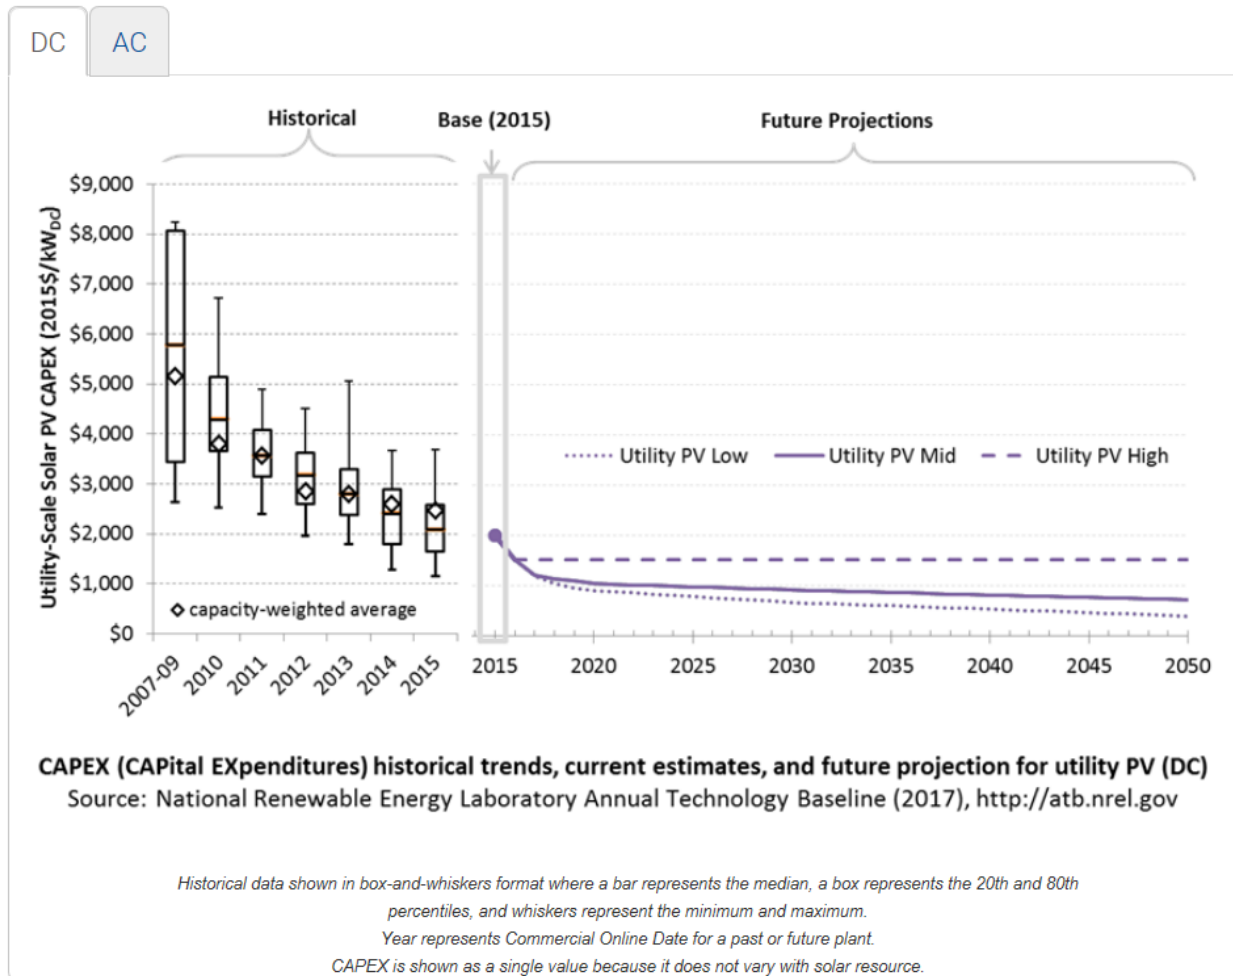 DC
AC
Historical
Base (2015)
Future Projections
Utility-Scale Solar PV CAPEX (2015$/kWDC)
$9,000
$8,000
$7,000
$6,000
$5,000
$4,000
$3,000
$2,000
$1,000
$0
Utility PV Low
Utility PV Mid
Utility PV High
capacity-weighted average
2007-09
2010
2011
2012
2013
2014
2015
2015
2020
2025
2030
2035
2040
2045
2050
CAPEX (CAPital EXpenditures) historical trends, current estimates, and future projection for utility PV (DC)
Source: National Renewable Energy Laboratory Annual Technology Baseline (2017), http://atb.nrel.gov
Historical data shown in box-and-whiskers format where a bar represents the median, a box represents the 20th and 80th
percentiles, and whiskers represent the minimum and maximum.
Year represents Commercial Online Date for a past or future plant.
CAPEX is shown as a single value because it does not vary with solar resource.